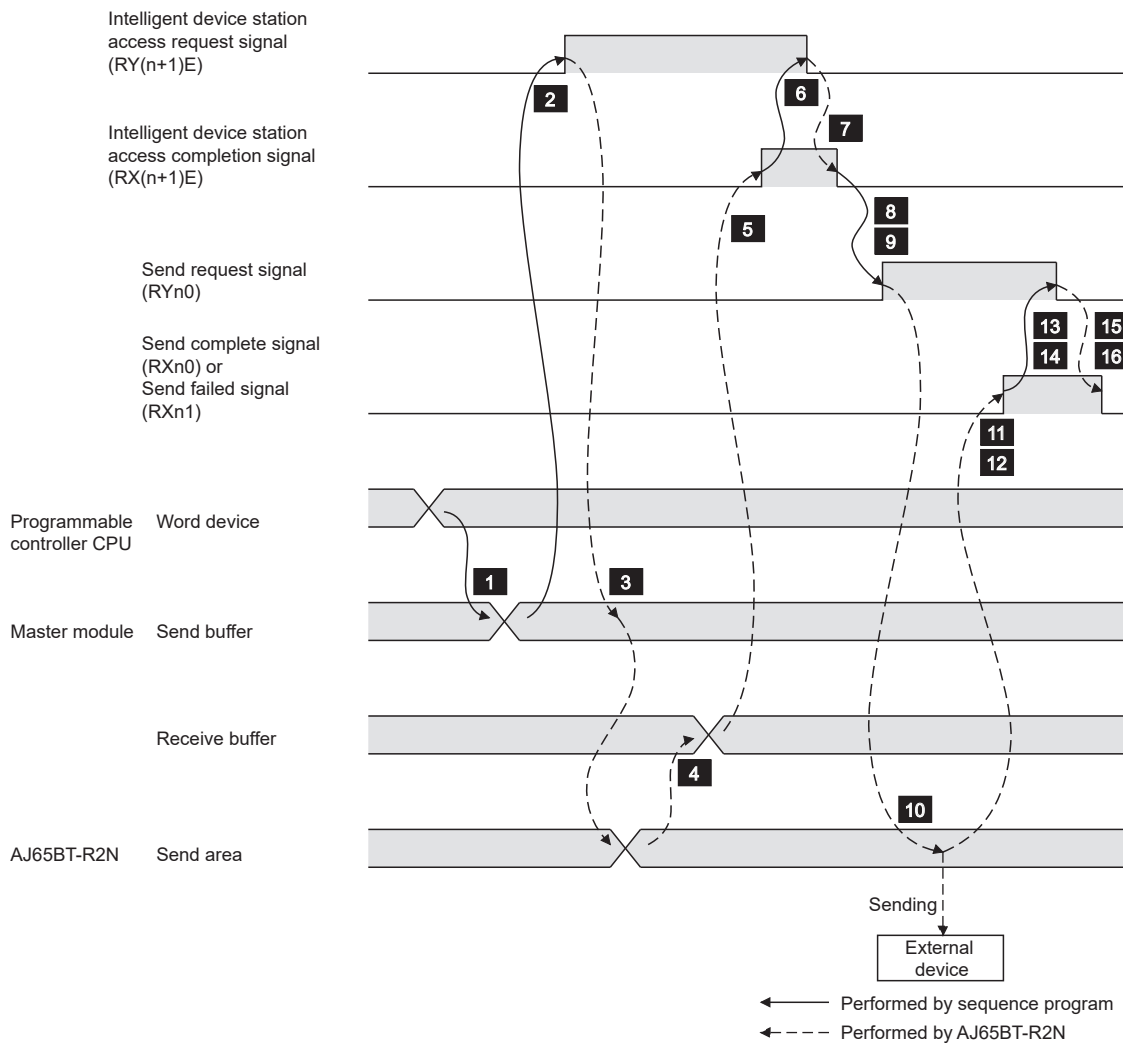 Intelligent device station
access request signal
(RY(n+1)E)
2
6
7
Intelligent device station
access completion signal
(RX(n+1)E)
5
8
9
Send request signal
(RYn0)
13
15
14
16
Send complete signal
(RXn0) or
Send failed signal
(RXn1)
11
12
Programmable
controller CPU
Word device
1
3
Master module
Send buffer
Receive buffer
4
10
AJ65BT-R2N
Send area
Sending
External
device
Performed by sequence program
Performed by AJ65BT-R2N